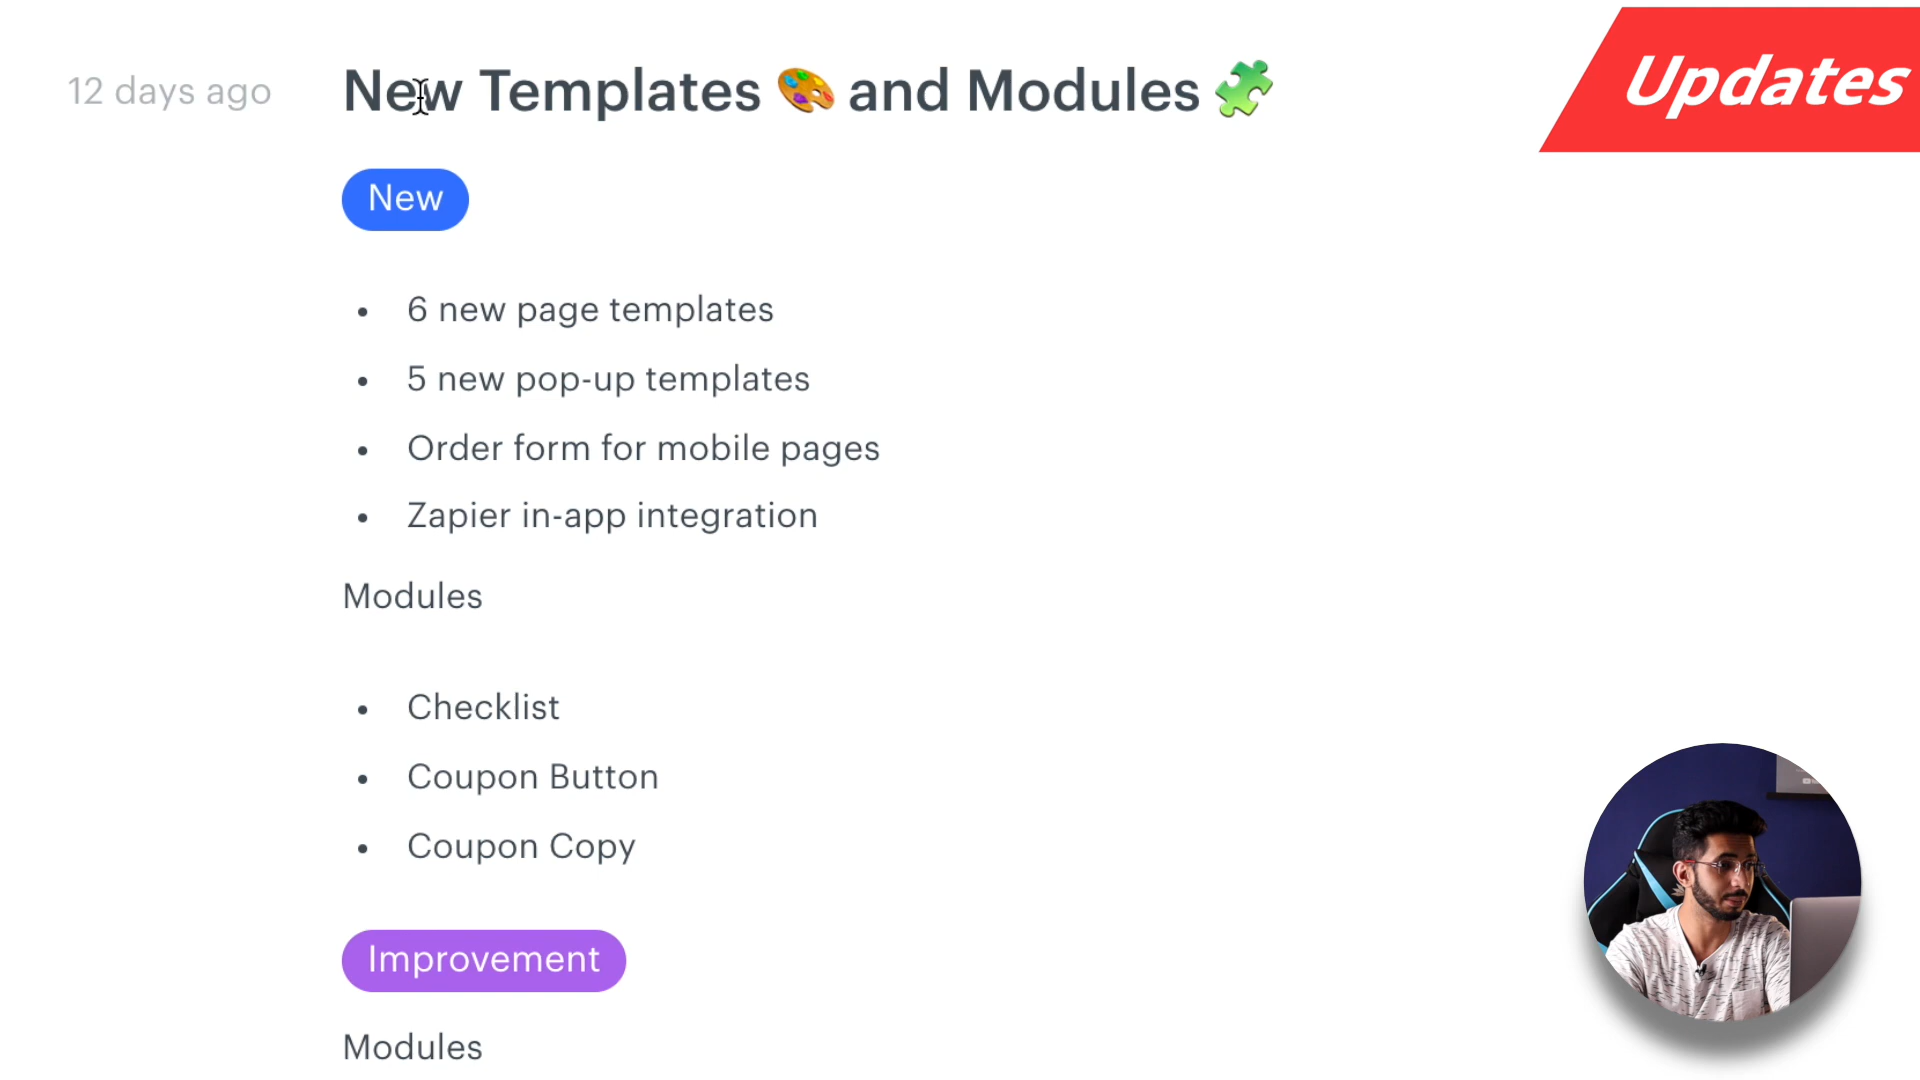 12 days ago
New Templates 🎨 and Modules 🧩
Updates
New
• 6 new page templates
• 5 new pop-up templates
• Order form for mobile pages
• Zapier in-app integration
Modules
• Checklist
• Coupon Button
• Coupon Copy
Improvement
Modules